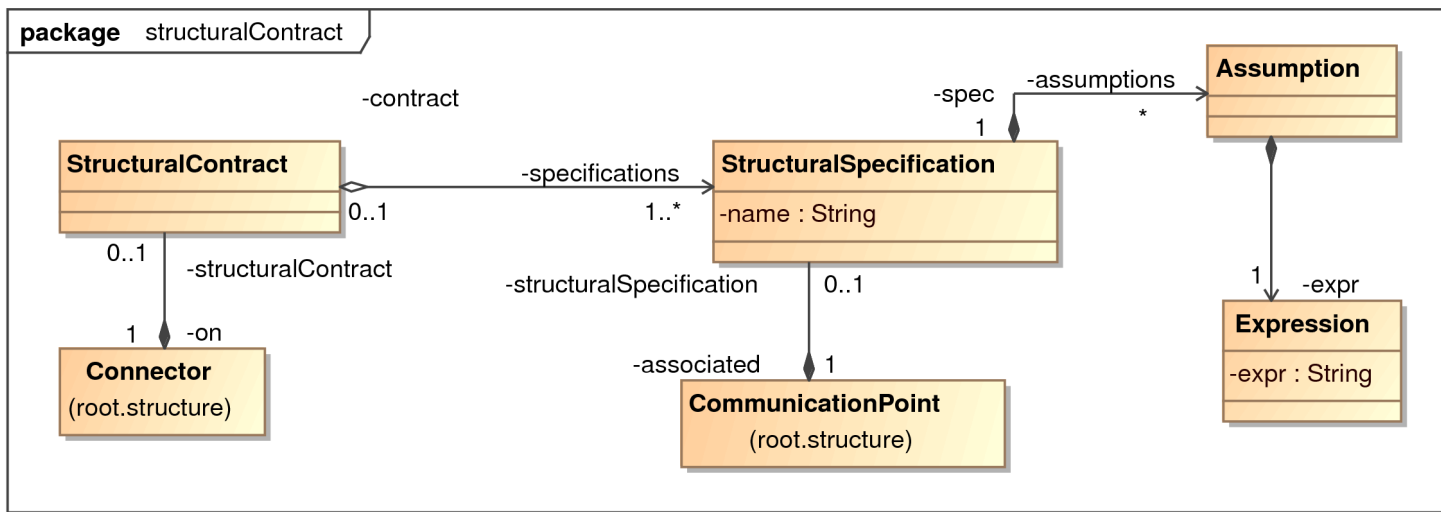 package structuralContract
-contract
-spec
-assumptions
Assumption
1
*
StructuralContract
-specifications
StructuralSpecification
0..1
1..*
-name : String
0..1
-structuralContract
-structuralSpecification
0..1
1
-expr
1
-on
Connector
(root.structure)
-associated
1
CommunicationPoint
(root.structure)
Expression
-expr : String